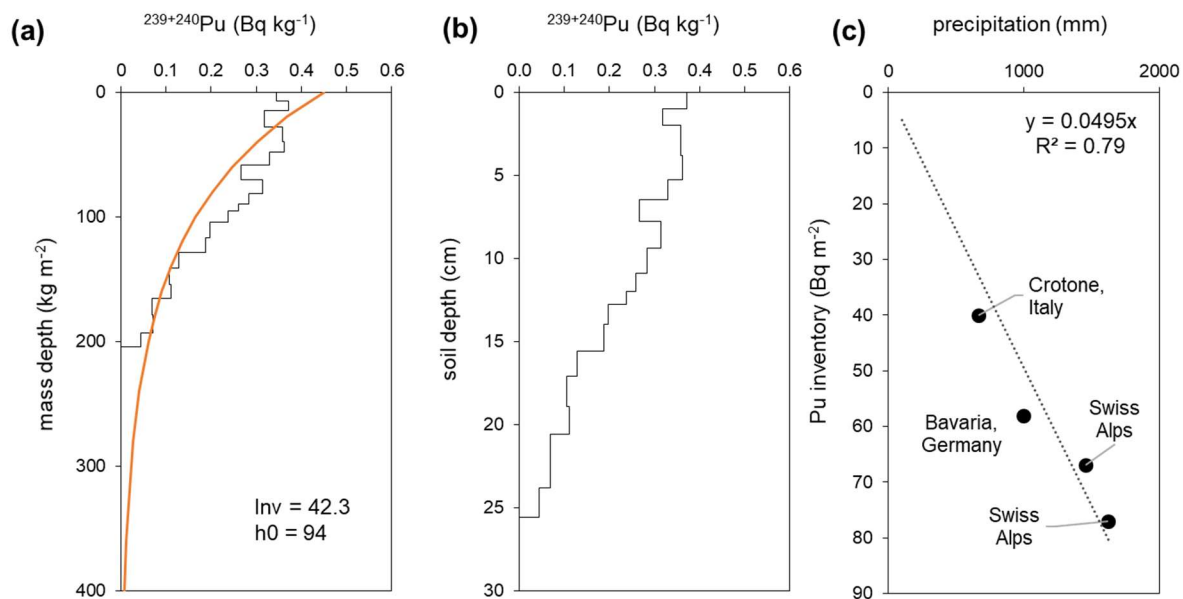 (a)
²³⁹⁺²⁴⁰Pu (Bq kg⁻¹)
0 0.1 0.2 0.3 0.4 0.5 0.6
0
100
200
300
400
mass depth (kg m⁻²)
Inv = 42.3
h0 = 94
(b)
²³⁹⁺²⁴⁰Pu (Bq kg⁻¹)
0.0 0.1 0.2 0.3 0.4 0.5 0.6
0
5
10
15
20
25
30
soil depth (cm)
(c)
precipitation (mm)
0 1000 2000
0
10
20
30
40
50
60
70
80
90
Pu inventory (Bq m⁻²)
y = 0.0495x
R² = 0.79
Crotone,
Italy
Bavaria,
Germany
Swiss
Alps
Swiss
Alps